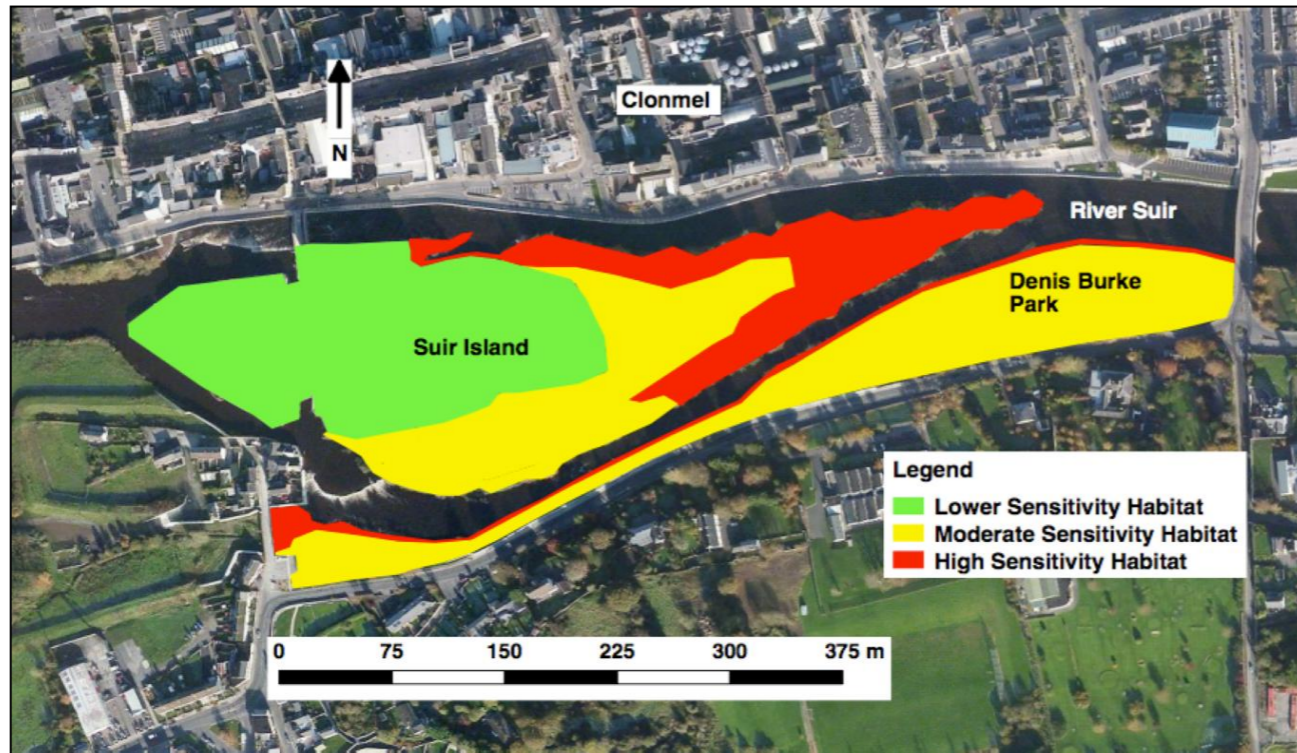 Clonmel
N
River Suir
Denis Burke
Park
Suir Island
Legend
Lower Sensitivity Habitat
Moderate Sensitivity Habitat
High Sensitivity Habitat
0 75 150 225 300 375 m